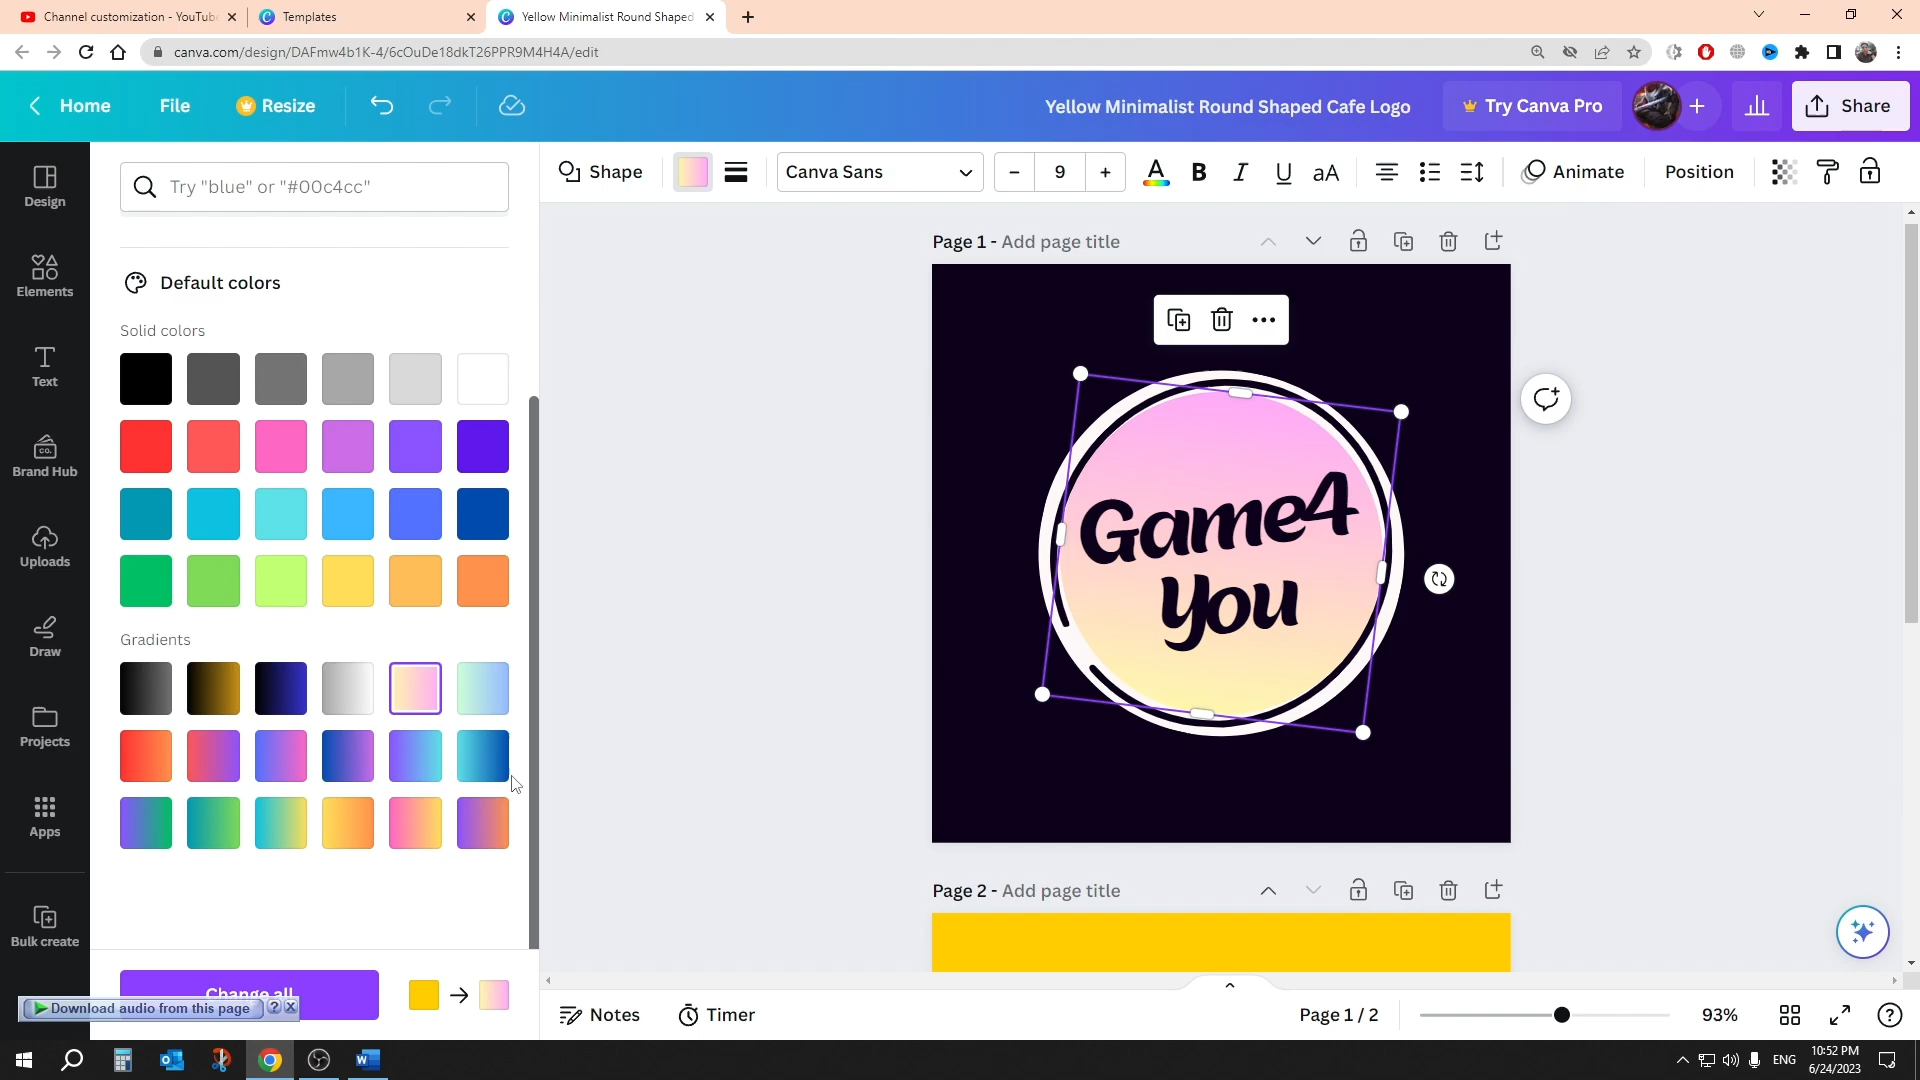 Channel customization - YouTube
Templates
Yellow Minimalist Round Shaped
canva.com/design/DAFmw4b1K-4/6cOuDe18dkT26PPR9M4H4A/edit
Home
File
Resize
Yellow Minimalist Round Shaped Cafe Logo
Try Canva Pro
Share
Design
Elements
Text
Brand Hub
CO.
Uploads
Draw
Projects
Apps
Bulk create
Try "blue" or "#00c4cc"
Default colors
Solid colors
Gradients
Change all
Download audio from this page
?
Shape
Canva Sans
9
A
B
I
U
aA
Animate
Position
Page 1 - Add page title
Game4
You
Page 2 - Add page title
Notes
Timer
Page 1 / 2
93%
?
ENG
10:52 PM
6/24/2023